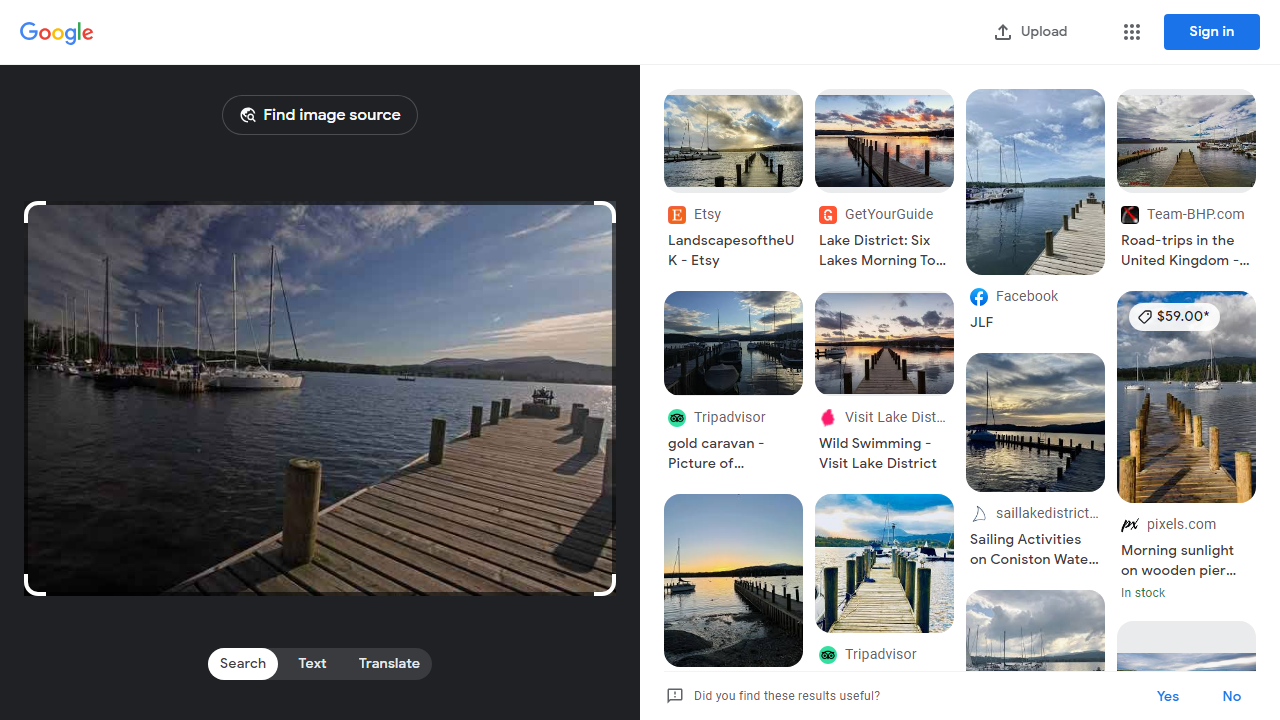 Google
Upload
Sign in
Find image source
Search
Text
Translate
Etsy
LandscapesoftheU
K - Etsy
GetYourGuide
Lake District: Six
Lakes Morning To...
Facebook
JLF
Team-BHP.com
Road-trips in the
United Kingdom -...
$59.00*
Tripadvisor
gold caravan -
Picture of...
Visit Lake Dist...
Wild Swimming -
Visit Lake District
saillakedistrict...
Sailing Activities
on Coniston Wate...
px pixels.com
Morning sunlight
on wooden pier...
In stock
Tripadvisor
Did you find these results useful?
Yes
No